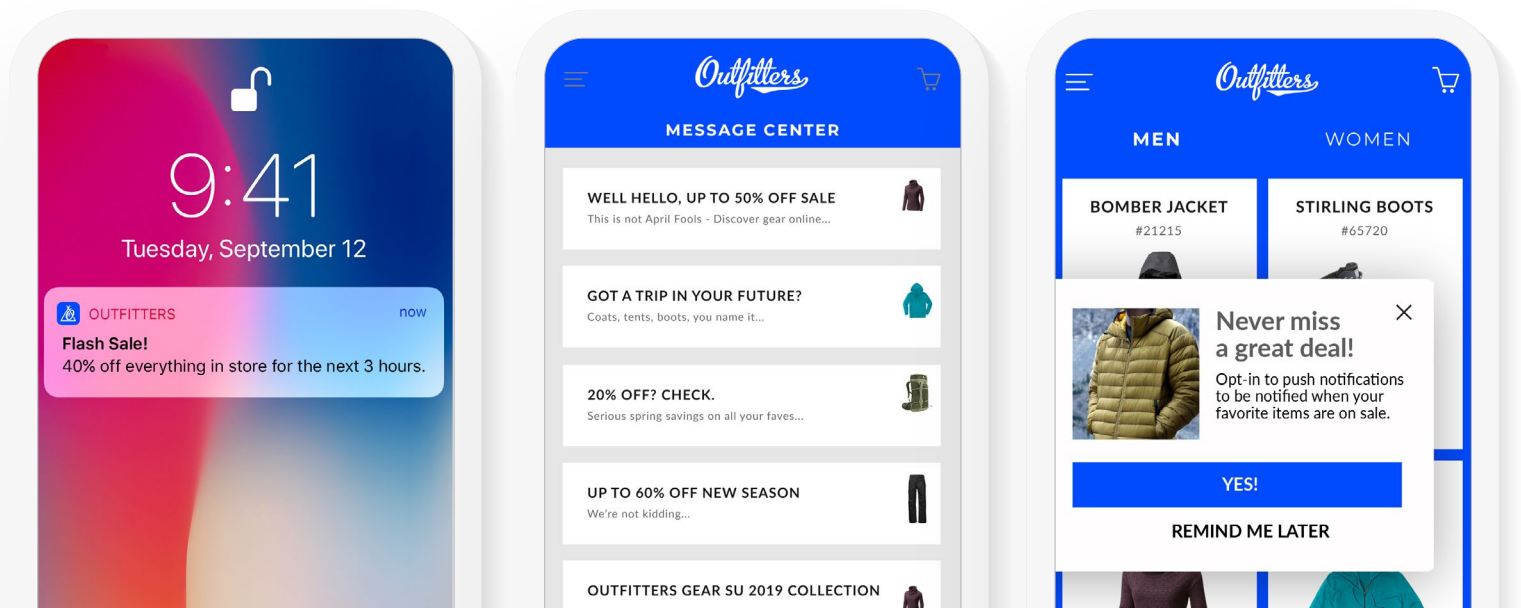 9:41
Tuesday, September 12
OUTFITTERS
now
Flash Sale!
40% off everything in store for the next 3 hours.
Outfitters
MESSAGE CENTER
WELL HELLO, UP TO 50% OFF SALE
This is not April Fools - Discover gear online...
GOT A TRIP IN YOUR FUTURE?
Coats, tents, boots, you name it...
20% OFF? CHECK.
Serious spring savings on all your faves...
UP TO 60% OFF NEW SEASON
We're not kidding...
OUTFITTERS GEAR SU 2019 COLLECTION
Outfitters
MEN
WOMEN
BOMBER JACKET
#21215
STIRLING BOOTS
#65720
Never miss
a great deal!
Opt-in to push notifications
to be notified when your
favorite items are on sale.
YES!
REMIND ME LATER